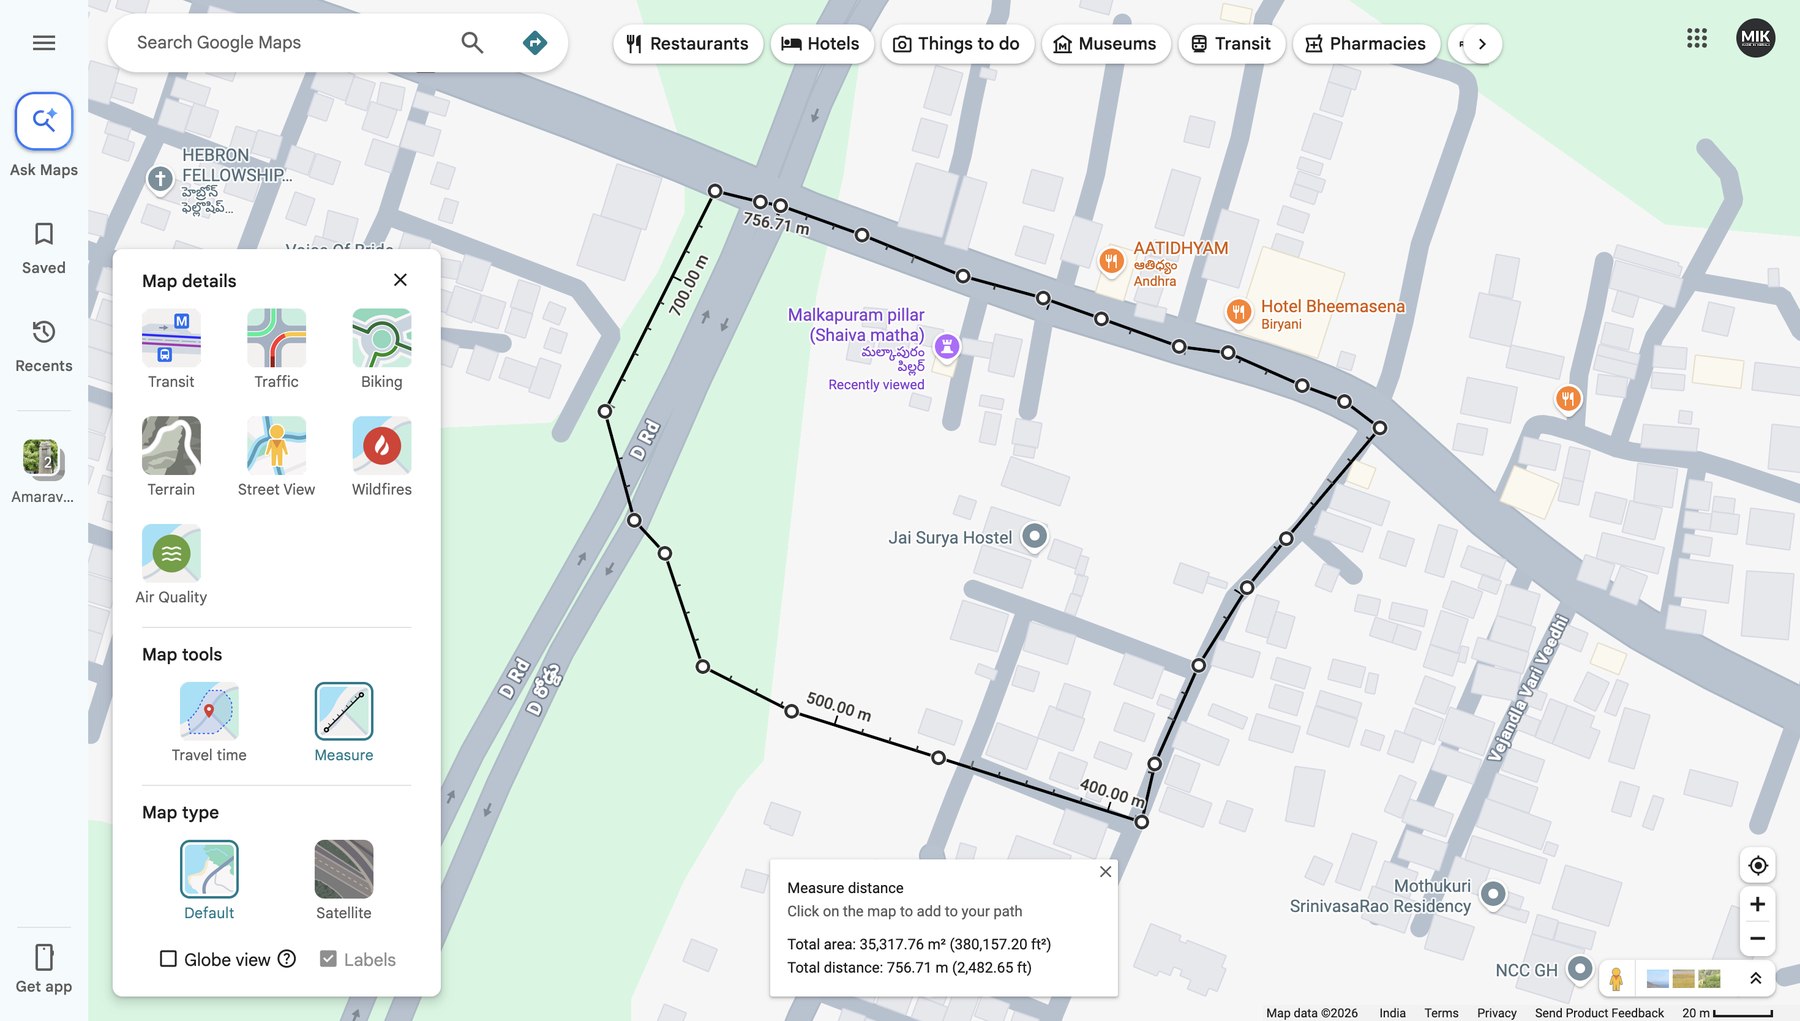 Search Google Maps
Restaurants
Hotels
Things to do
Museums
Transit
Pharmacies
MIK
Ask Maps
Saved
Recents
2
Amarav...
Get app
HEBRON
FELLOWSHIP...
హెబ్రోన్
ఫెల్లొషిప్...
Map details
Transit
Traffic
Biking
Terrain
Street View
Wildfires
Air Quality
Map tools
Travel time
Measure
Map type
Default
Satellite
Globe view
Labels
756.71 m
700.00 m
AATIDHYAM
ఆతిధ్యం
Andhra
Hotel Bheemasena
Biryani
Malkapuram pillar
(Shaiva matha)
మల్కాపురం
పిల్లర్
Recently viewed
D Rd
Jai Surya Hostel
D Rd
D రోడ్డు
500.00 m
400.00 m
Vejandla Vari Veedhi
Mothukuri
SrinivasaRao Residency
NCC GH
Measure distance
Click on the map to add to your path
Total area: 35,317.76 m² (380,157.20 ft²)
Total distance: 756.71 m (2,482.65 ft)
Map data ©2026
India
Terms
Privacy
Send Product Feedback
20 m